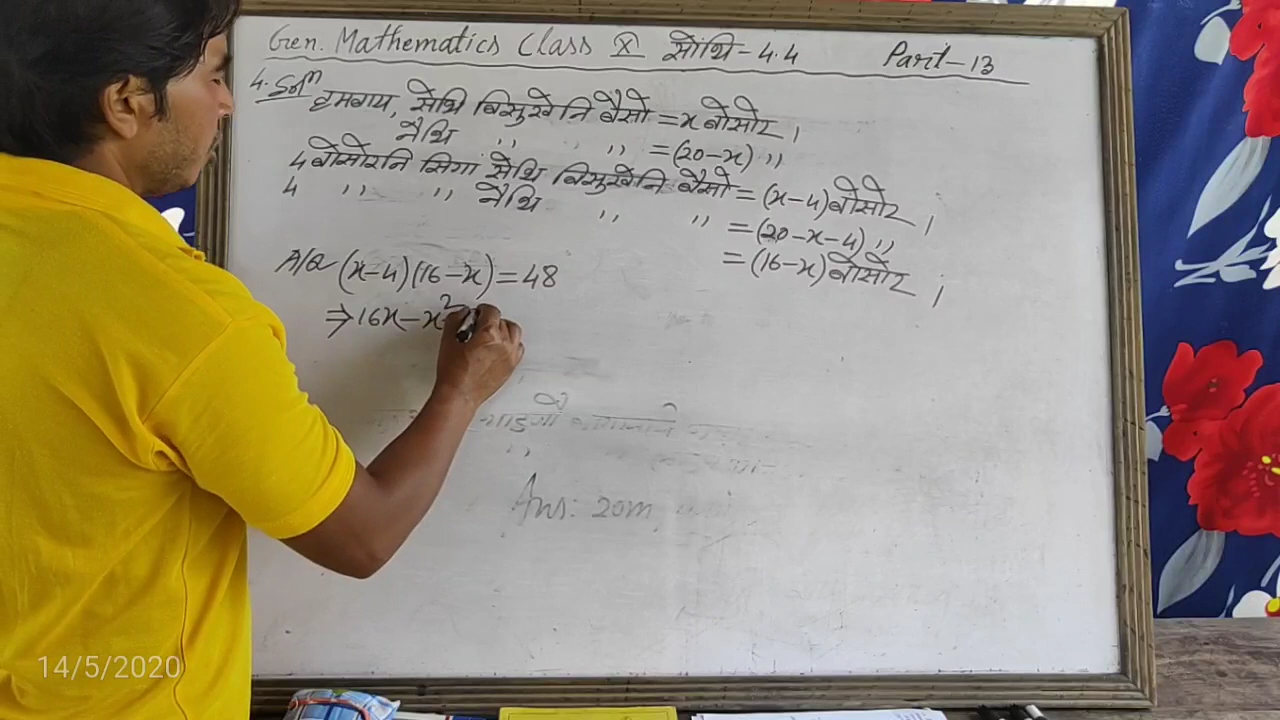 Gen. Mathematics Class X सोंथि - 4.4 Part-13
4. Solⁿ हमगाय, सेथि बिसुखेनि बैसो = x बोसोर,
नैथि ,, ,, ,, = (20-x) ,,
4 बोसोरनि सिगां सेथि बिसुखेनि बैसो = (x-4) बोसोर,
4 ,, ,, नैथि ,, ,, = (20-x-4) ,,
= (16-x) बोसोर,
A/Q (x-4)(16-x) = 48
⇒ 16x - x²
Ans: 20m,
14/5/2020